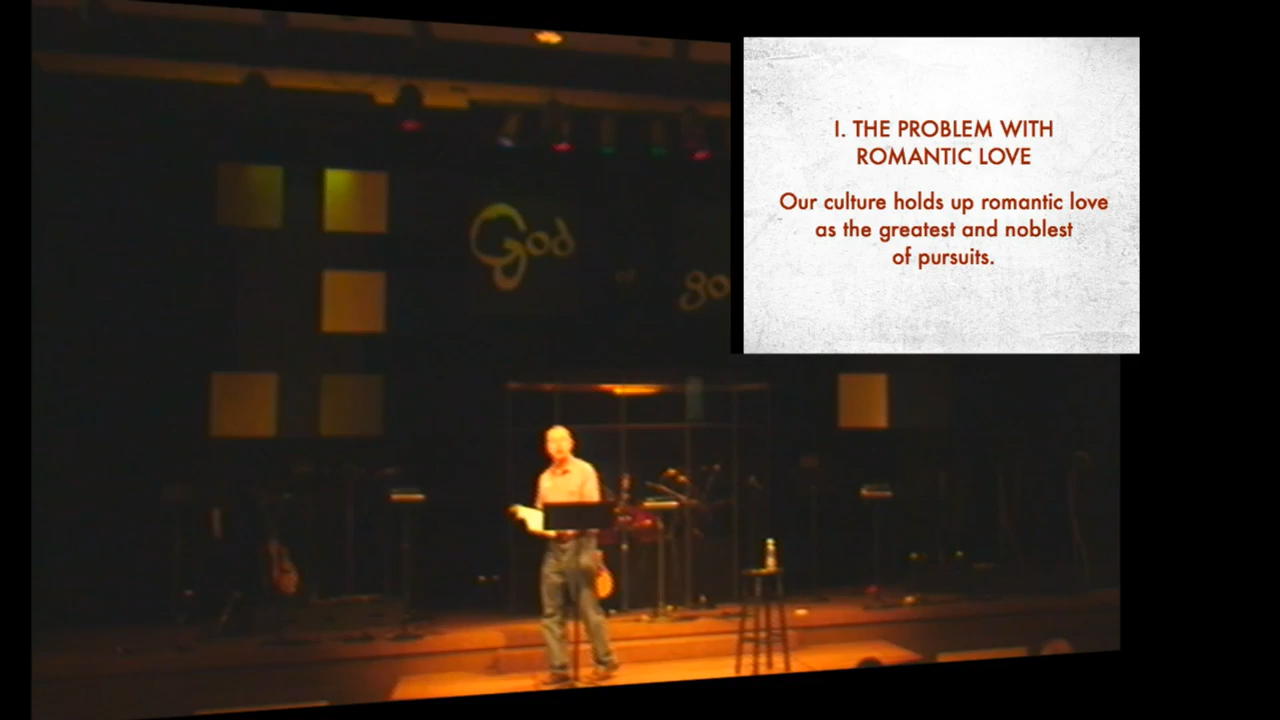 God
I. THE PROBLEM WITH
ROMANTIC LOVE
Our culture holds up romantic love
as the greatest and noblest
of pursuits.